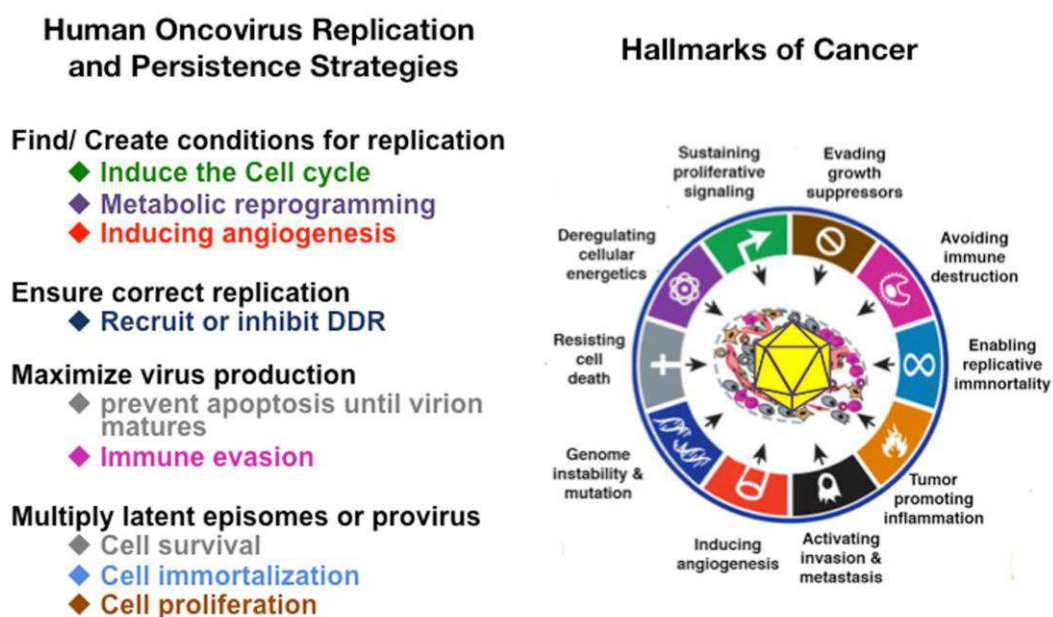 Human Oncovirus Replication
and Persistence Strategies
Find/ Create conditions for replication
Induce the Cell cycle
Metabolic reprogramming
Inducing angiogenesis
Ensure correct replication
Recruit or inhibit DDR
Maximize virus production
prevent apoptosis until virion
matures
Immune evasion
Multiply latent episomes or provirus
Cell survival
Cell immortalization
Cell proliferation
Hallmarks of Cancer
Sustaining
proliferative
signaling
Evading
growth
suppressors
Avoiding
immune
destruction
Enabling
replicative
immnortality
Tumor
promoting
inflammation
Activating
invasion &
metastasis
Inducing
angiogenesis
Genome
instability &
mutation
Resisting
cell
death
Deregulating
cellular
energetics